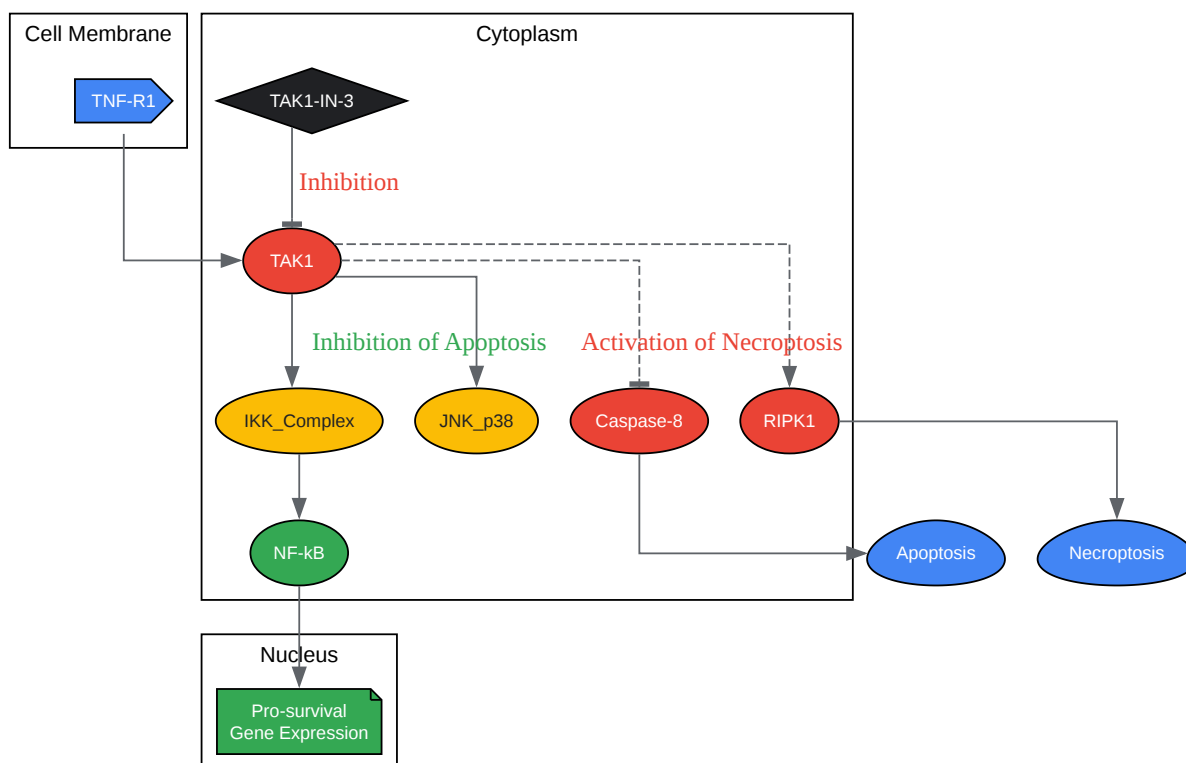 Cell Membrane
Cytoplasm
TNF-R1
TAK1-IN-3
Inhibition
TAK1
Inhibition of Apoptosis
Activation of Necroptosis
IKK_Complex
JNK_p38
Caspase-8
RIPK1
NF-kB
Apoptosis
Necroptosis
Nucleus
Pro-survival
Gene Expression